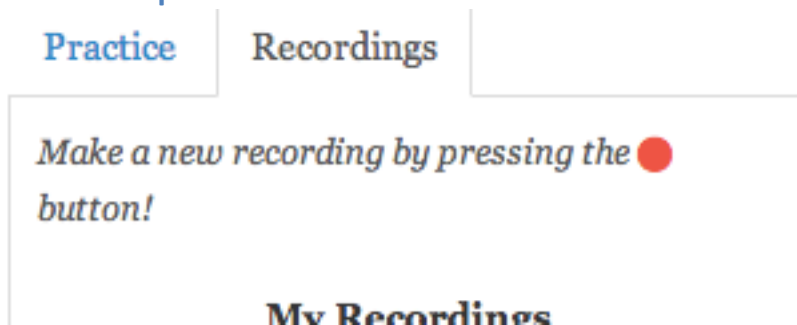 Practice Recordings
Make a new recording by pressing the
button!
My Recordings